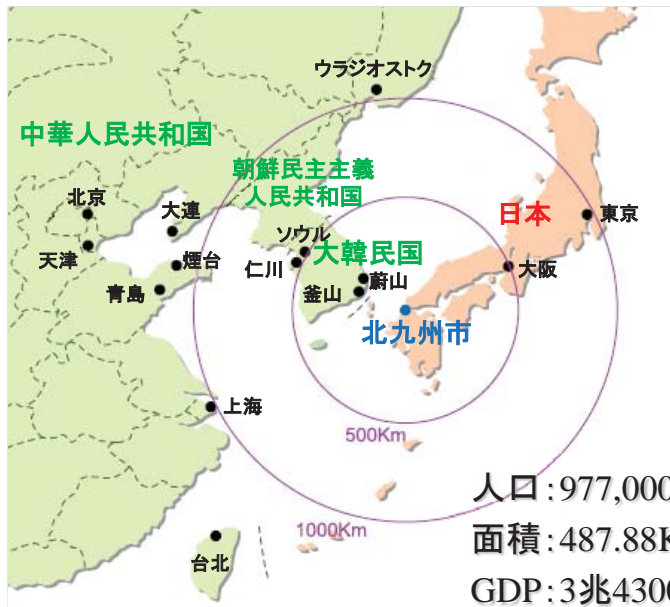 ウラジオストク
中華人民共和国
朝鮮民主主義
人民共和国
北京
大連
日本
東京
ソウル
大韓民国
天津
煙台
仁川
大阪
青島
釜山
蔚山
北九州市
上海
500Km
人口:977,000
1000Km
面積:487.88K
台北
GDP:3兆4300